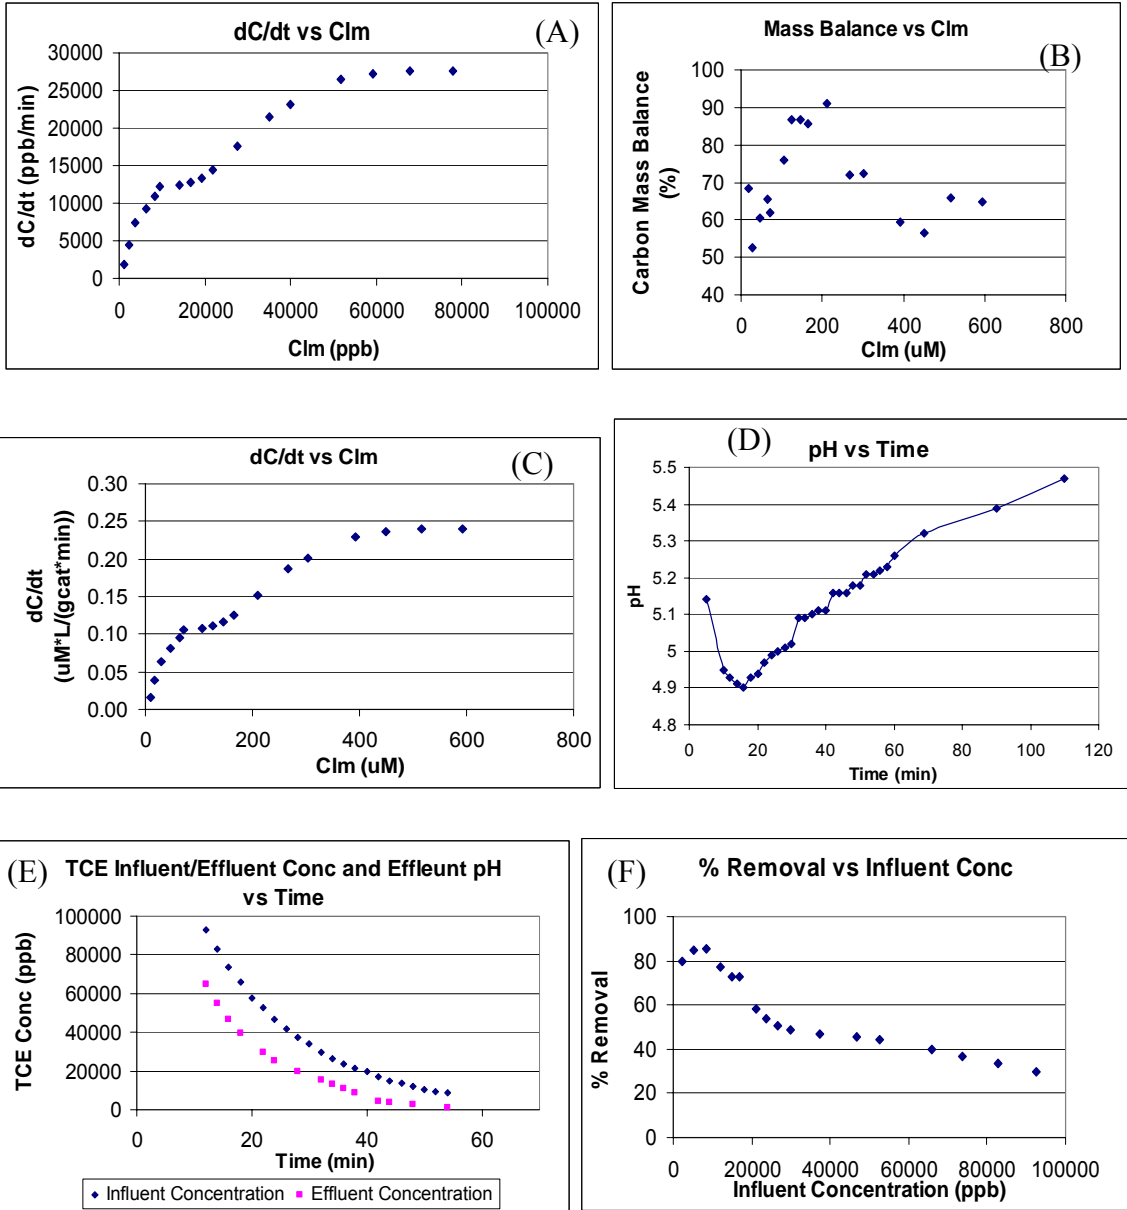 dC/dt vs Clm
(A)
dC/dt (ppb/min)
30000
25000
20000
15000
10000
5000
0
0 20000 40000 60000 80000 100000
Clm (ppb)
Mass Balance vs Clm
(B)
Carbon Mass Balance
(%)
100
90
80
70
60
50
40
0 200 400 600 800
Clm (uM)
dC/dt vs Clm
(C)
dC/dt
(uM*L/(gcat*min))
0.30
0.25
0.20
0.15
0.10
0.05
0.00
0 200 400 600 800
Clm (uM)
(D)
pH vs Time
pH
5.5
5.4
5.3
5.2
5.1
5
4.9
4.8
0 20 40 60 80 100 120
Time (min)
(E)
TCE Influent/Effluent Conc and Effleunt pH
vs Time
TCE Conc (ppb)
100000
80000
60000
40000
20000
0
0 20 40 60
Time (min)
Influent Concentration Effluent Concentration
(F)
% Removal vs Influent Conc
% Removal
100
80
60
40
20
0
0 20000 40000 60000 80000 100000
Influent Concentration (ppb)